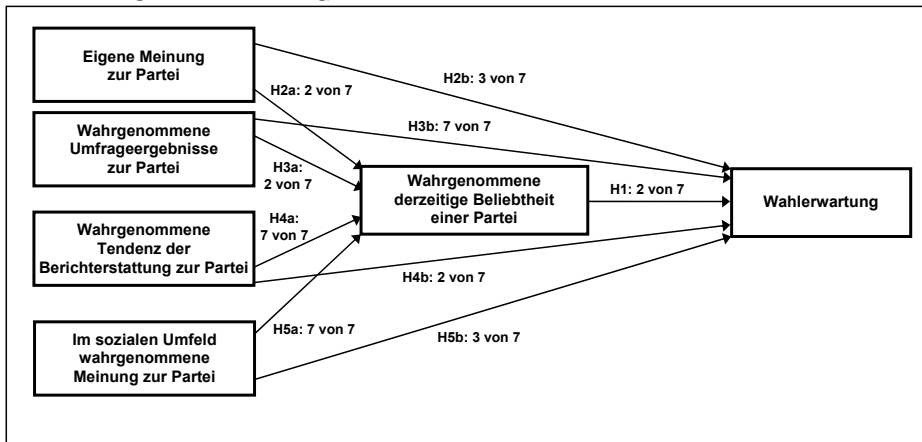 Eigene Meinung
zur Partei
H2b: 3 von 7
H2a: 2 von 7
Wahrgenommene
Umfrageergebnisse
zur Partei
H3b: 7 von 7
H3a:
2 von 7
Wahrgenommene
derzeitige Beliebtheit
einer Partei
H1: 2 von 7
Wahlerwartung
Wahrgenommene
Tendenz der
Berichterstattung zur Partei
H4a:
7 von 7
H4b: 2 von 7
Im sozialen Umfeld
wahrgenommene
Meinung zur Partei
H5a: 7 von 7
H5b: 3 von 7